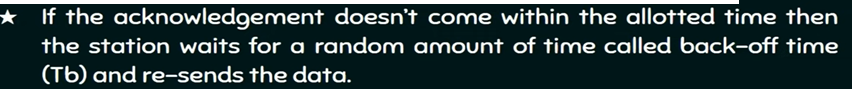 ★ If the acknowledgement doesn't come within the allotted time then
the station waits for a random amount of time called back-off time
(Tb) and re-sends the data.